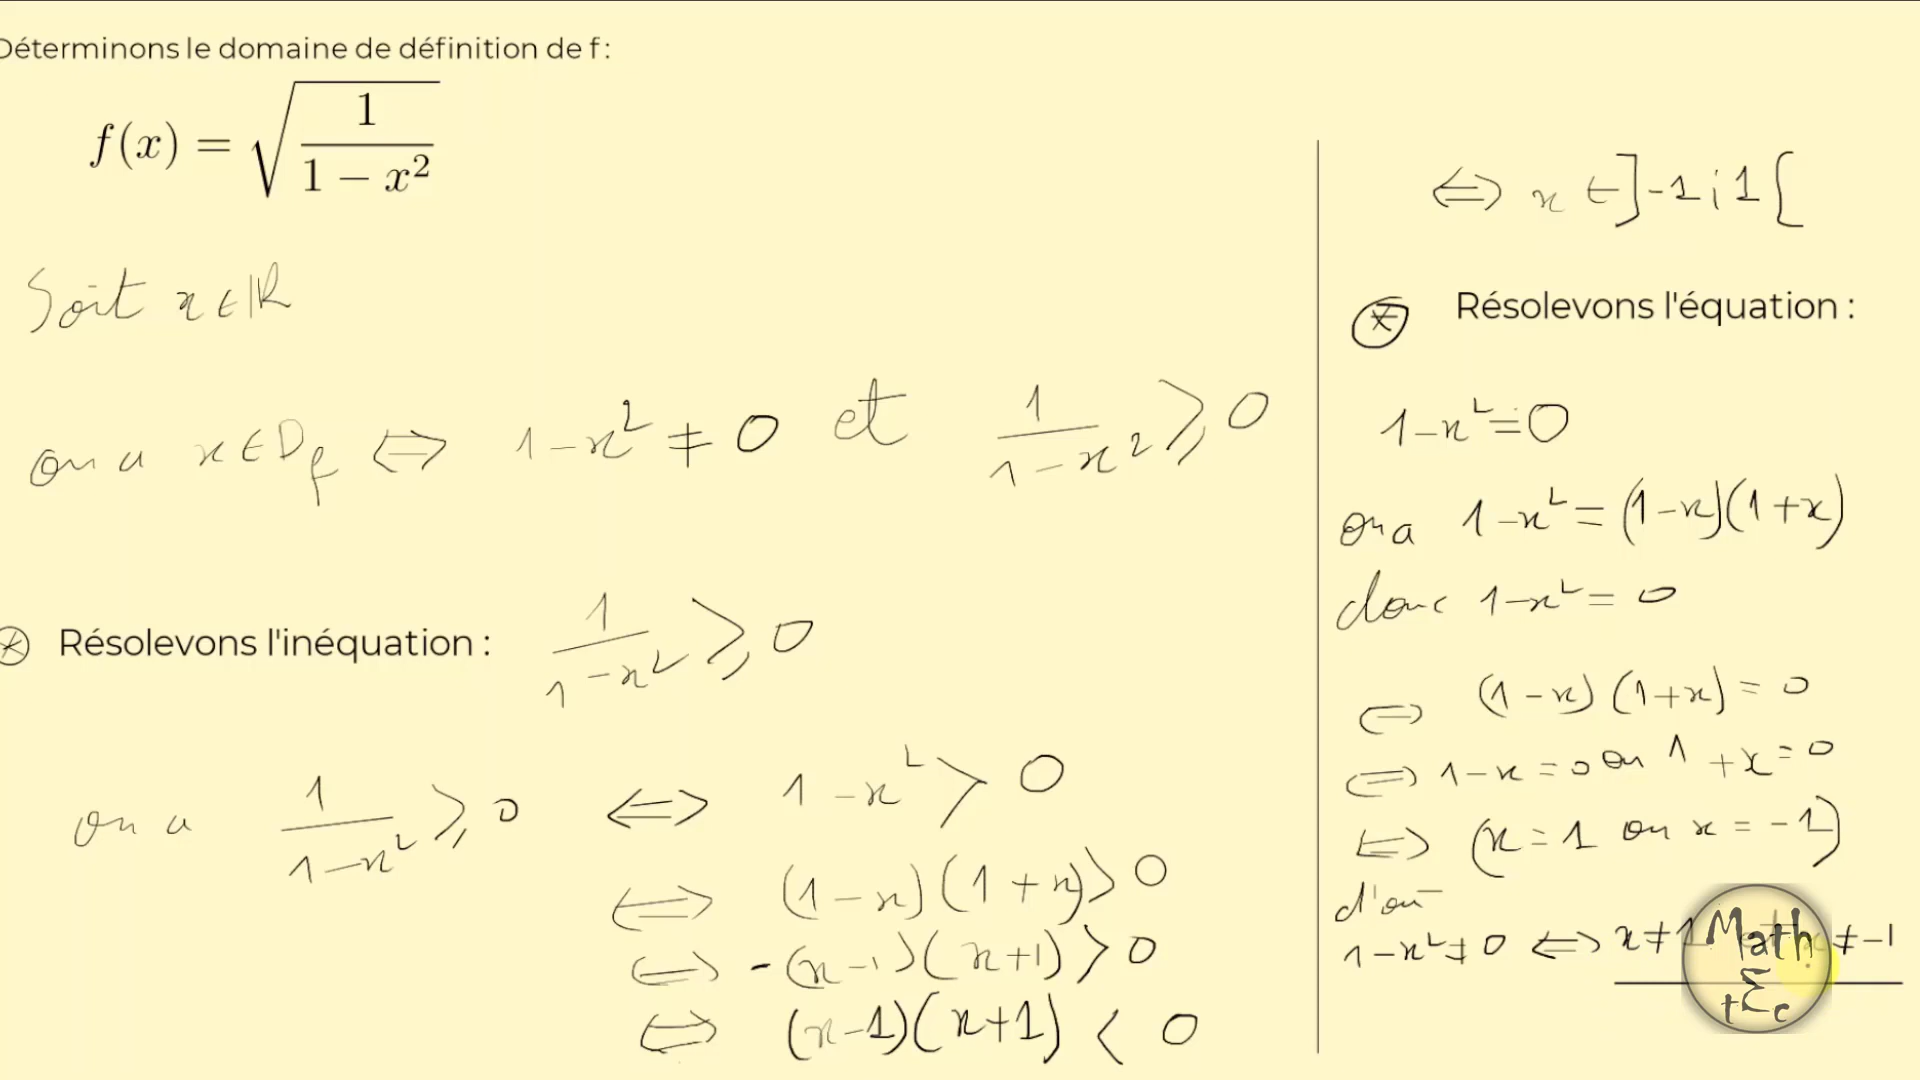 Déterminons le domaine de définition de f :
f(x) = √(1/(1 − x²))
Soit x ∈ ℝ
on a x ∈ D_f ⇔ 1 − x² ≠ 0 et 1/(1 − x²) ⩾ 0
Résolevons l'inéquation : 1/(1 − x²) ⩾ 0
on a 1/(1 − x²) ⩾ 0 ⇔ 1 − x² > 0
⇔ (1 − x)(1 + x) > 0
⇔ −(x − 1)(x + 1) > 0
⇔ (x − 1)(x + 1) < 0
⇔ x ∈ ]−1 ; 1[
Résolevons l'équation :
1 − x² = 0
on a 1 − x² = (1 − x)(1 + x)
donc 1 − x² = 0
⇔ (1 − x)(1 + x) = 0
⇔ 1 − x = 0 ou 1 + x = 0
⇔ (x = 1 ou x = −1)
d'où
1 − x² ≠ 0 ⇔ x ≠ 1 ≠ −1
Math
tΣc